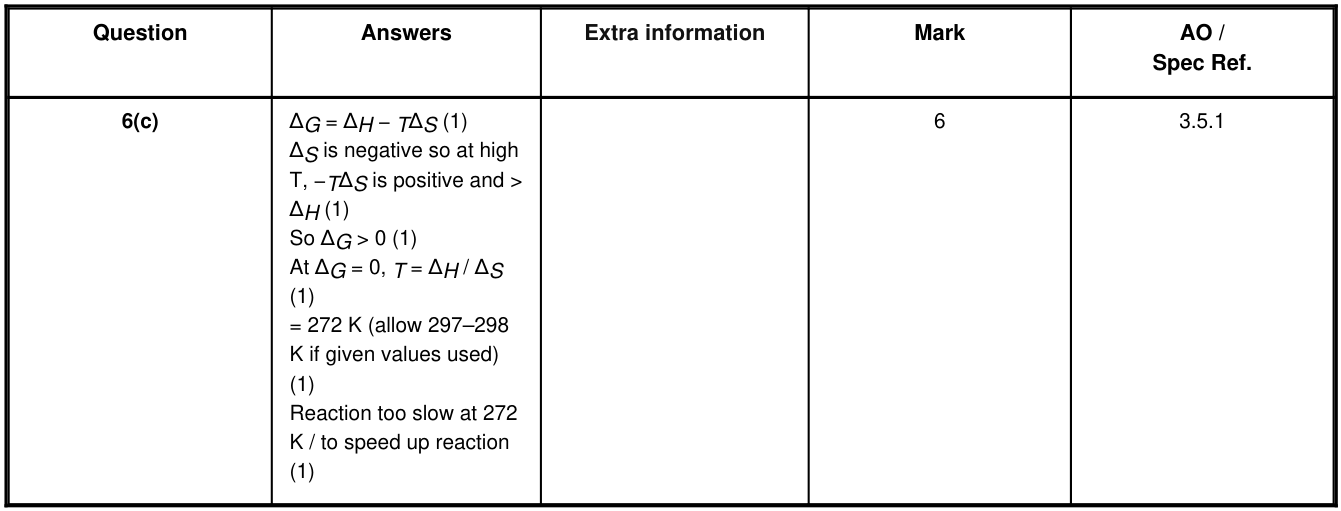 Question Answers Extra information Mark AO /
Spec Ref.
6(c) ΔG = ΔH – TΔS (1) 6 3.5.1
ΔS is negative so at high
T, –TΔS is positive and >
ΔH (1)
So ΔG > 0 (1)
At ΔG = 0, T = ΔH / ΔS
(1)
= 272 K (allow 297–298
K if given values used)
(1)
Reaction too slow at 272
K / to speed up reaction
(1)